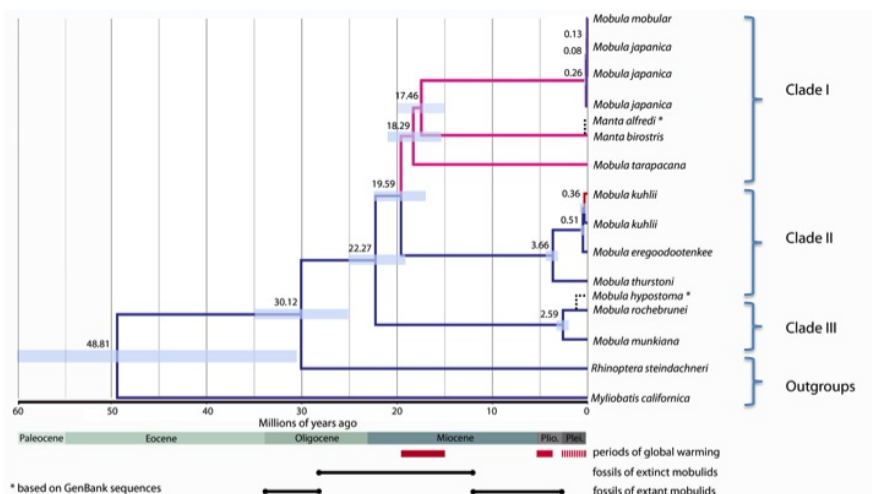 Mobula mobular
0.13
Mobula japanica
0.08
Mobula japanica
0.26
17.46
Mobula japanica
Clade I
Manta alfredi *
18.29
Manta birostris
Mobula tarapacana
19.59
0.36
Mobula kuhlii
0.51
Mobula kuhlii
Clade II
22.27
3.66
Mobula eregoodootenkee
Mobula thurstoni
Mobula hypostoma *
30.12
2.59
Mobula rochebrunei
Clade III
Mobula munkiana
48.81
Rhinoptera steindachneri
Outgroups
Myliobatis californica
60 50 40 30 20 10 0
Millions of years ago
Paleocene Eocene Oligocene Miocene Plio. Plei.
periods of global warming
fossils of extinct mobulids
* based on GenBank sequences
fossils of extant mobulids